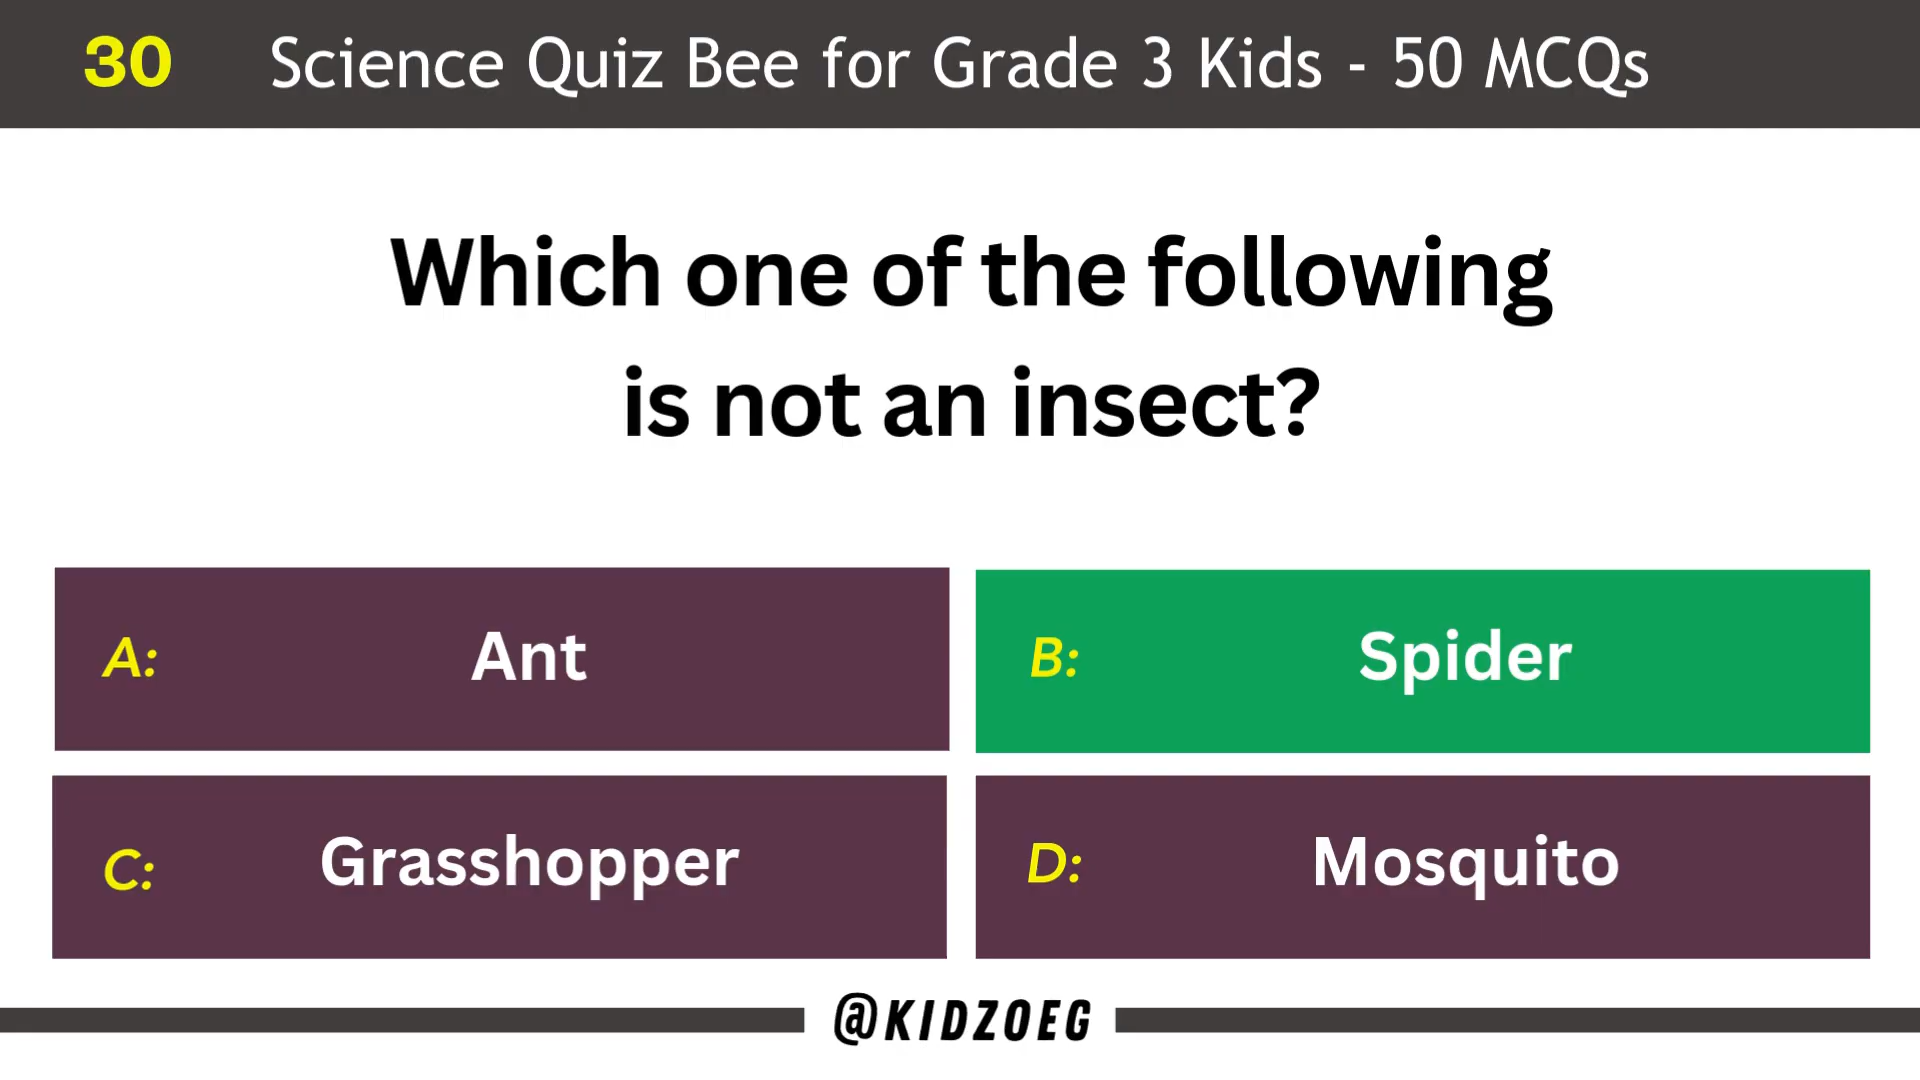 30 Science Quiz Bee for Grade 3 Kids - 50 MCQs
Which one of the following
is not an insect?
A: Ant
B: Spider
C: Grasshopper
D: Mosquito
@KIDZOEG